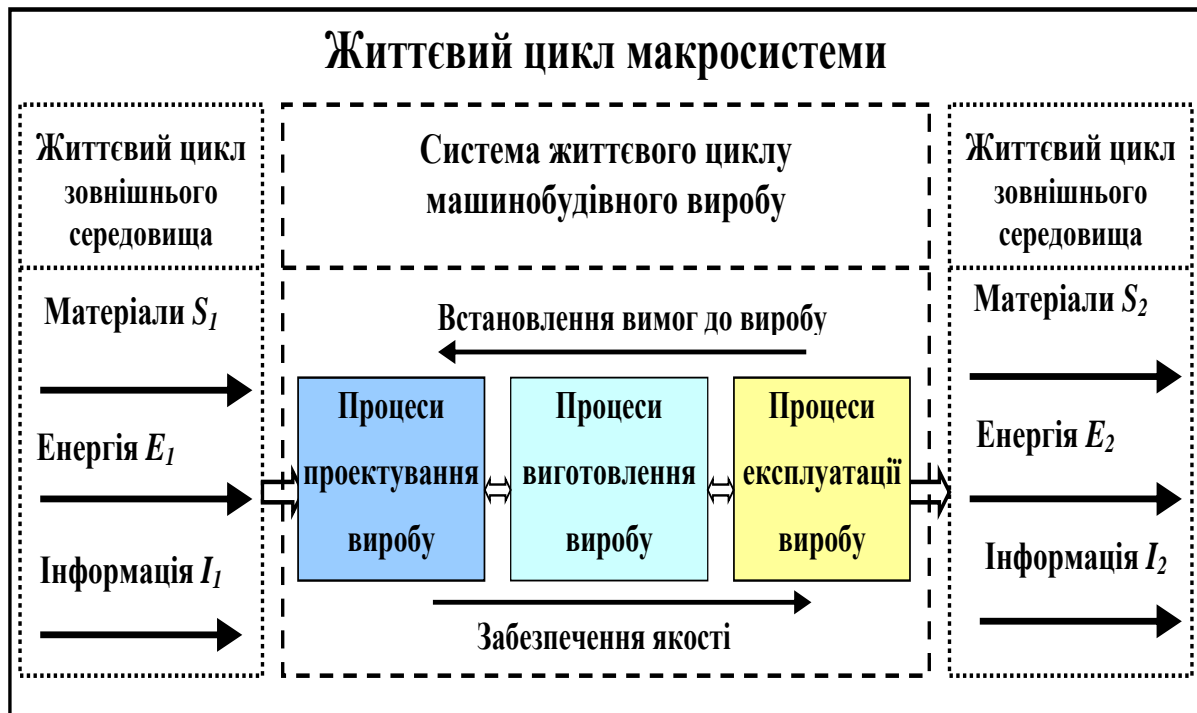 Життєвий цикл макросистеми
Життєвий цикл
зовнішнього
середовища
Матеріали S1
Енергія E1
Інформація I1
Система життєвого циклу
машинобудівного виробу
Встановлення вимог до виробу
Процеси
проектування
виробу
Процеси
виготовлення
виробу
Процеси
експлуатації
виробу
Забезпечення якості
Життєвий цикл
зовнішнього
середовища
Матеріали S2
Енергія E2
Інформація I2